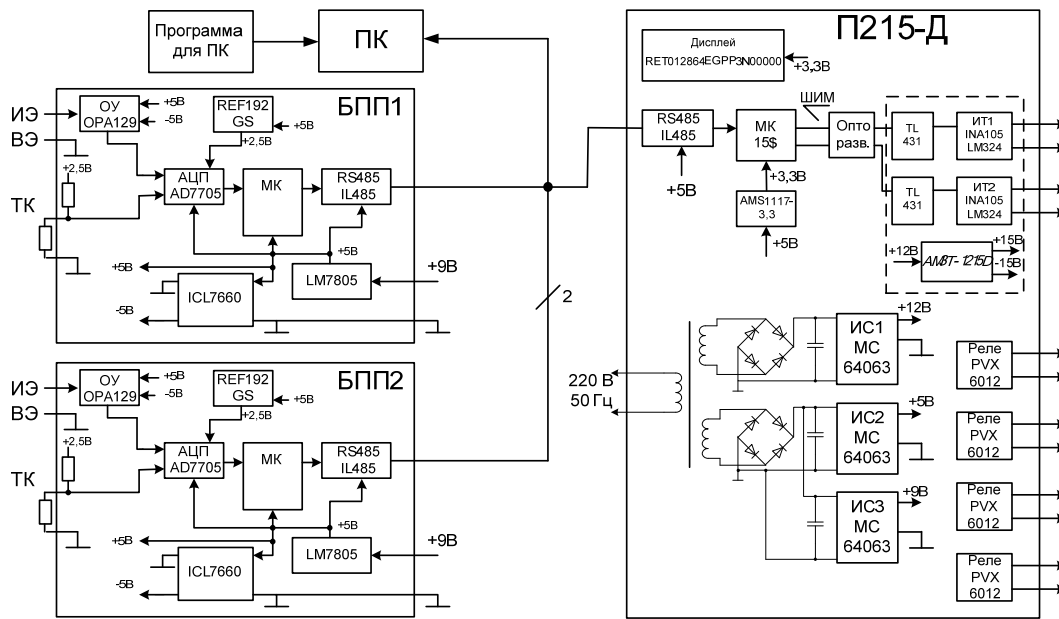 Программа
для ПК
ПК
БПП1
ИЭ
ВЭ
ТК
ОУ
OPA129
+5В
-5В
REF192
GS
+5В
+2,5В
+2,5В
АЦП
AD7705
МК
RS485
IL485
+5В
+5В
LM7805
+9В
ICL7660
-5В
БПП2
ИЭ
ВЭ
ТК
ОУ
OPA129
+5В
-5В
REF192
GS
+5В
+2,5В
+2,5В
АЦП
AD7705
МК
RS485
IL485
+5В
+5В
LM7805
+9В
ICL7660
-5В
2
П215-Д
Дисплей
RET012864EGPP3N00000
+3,3В
RS485
IL485
+5В
МК
15$
ШИМ
+3,3В
AMS1117-
3,3
+5В
Опто
разв.
TL
431
ИТ1
INA105
LM324
TL
431
ИТ2
INA105
LM324
+12В
AM3T-1215D
+15В
-15В
220 В
50 Гц
ИС1
МС
64063
+12В
ИС2
МС
64063
+5В
ИС3
МС
64063
+9В
Реле
PVX
6012
Реле
PVX
6012
Реле
PVX
6012
Реле
PVX
6012